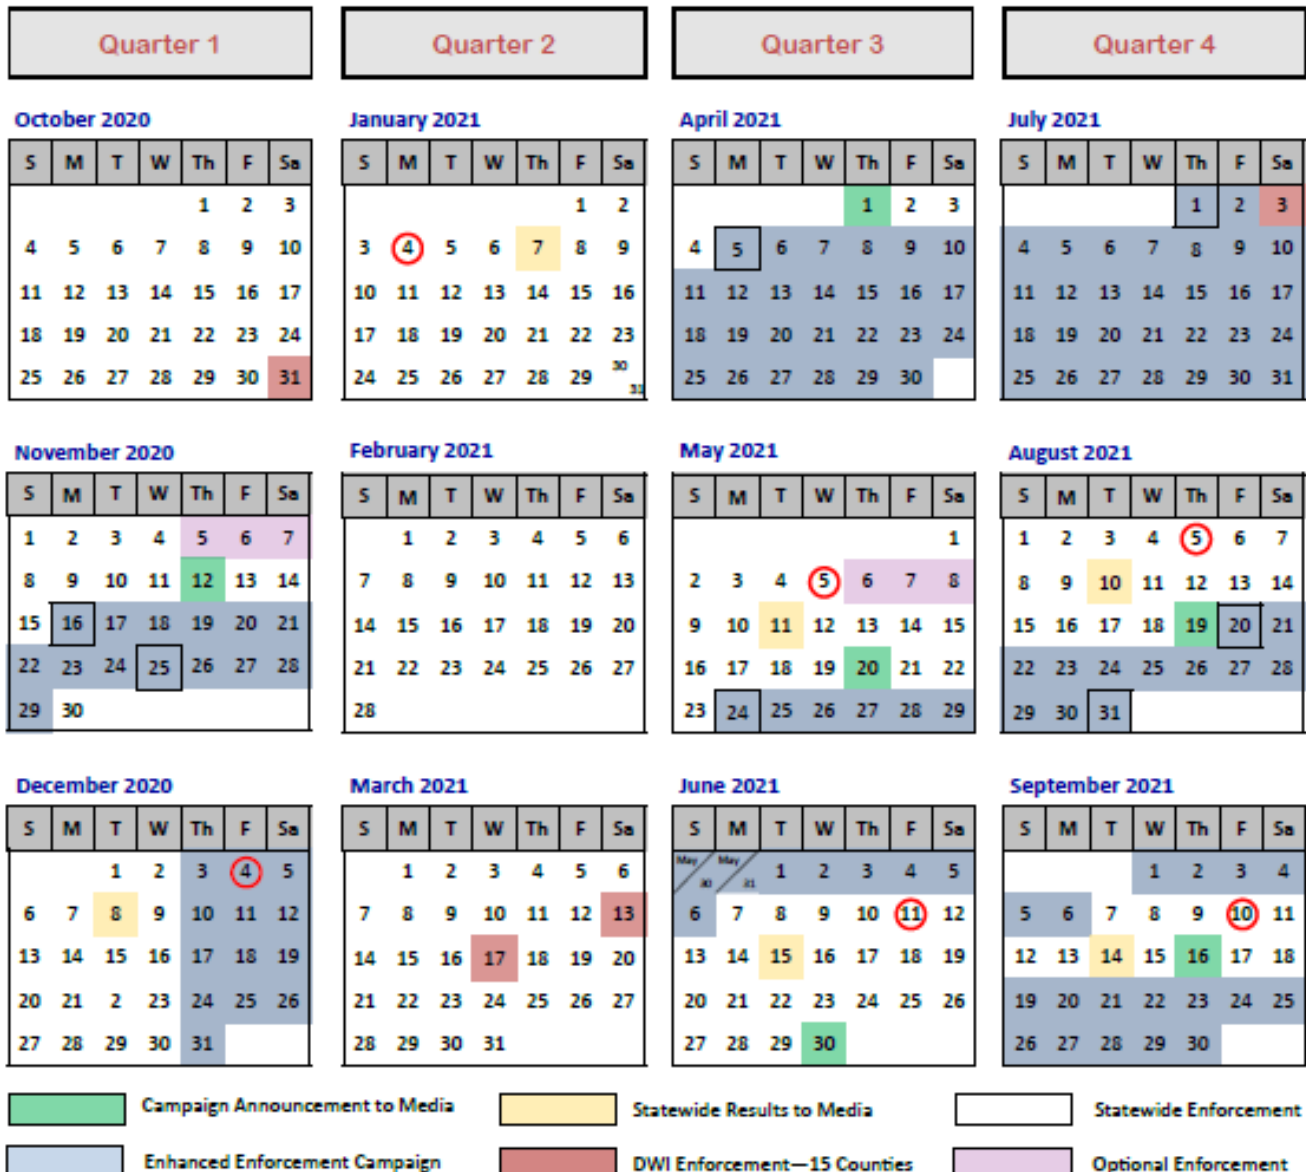 Quarter 1 Quarter 2 Quarter 3 Quarter 4
October 2020 January 2021 April 2021 July 2021
S M T W Th F Sa S M T W Th F Sa S M T W Th F Sa S M T W Th F Sa
1 2 3 1 2 1 2 3 1 2 3
4 5 6 7 8 9 10 3 4 5 6 7 8 9 4 5 6 7 8 9 10 4 5 6 7 8 9 10
11 12 13 14 15 16 17 10 11 12 13 14 15 16 11 12 13 14 15 16 17 11 12 13 14 15 16 17
18 19 20 21 22 23 24 17 18 19 20 21 22 23 18 19 20 21 22 23 24 18 19 20 21 22 23 24
25 26 27 28 29 30 31 24 25 26 27 28 29 30 31 25 26 27 28 29 30 25 26 27 28 29 30 31
November 2020 February 2021 May 2021 August 2021
S M T W Th F Sa S M T W Th F Sa S M T W Th F Sa S M T W Th F Sa
1 2 3 4 5 6 7 1 2 3 4 5 6 1 1 2 3 4 5 6 7
8 9 10 11 12 13 14 7 8 9 10 11 12 13 2 3 4 5 6 7 8 8 9 10 11 12 13 14
15 16 17 18 19 20 21 14 15 16 17 18 19 20 9 10 11 12 13 14 15 15 16 17 18 19 20 21
22 23 24 25 26 27 28 21 22 23 24 25 26 27 16 17 18 19 20 21 22 22 23 24 25 26 27 28
29 30 28 23 24 25 26 27 28 29 29 30 31
December 2020 March 2021 June 2021 September 2021
S M T W Th F Sa S M T W Th F Sa S M T W Th F Sa S M T W Th F Sa
1 2 3 4 5 1 2 3 4 5 6 May 30 May 31 1 2 3 4 5 1 2 3 4
6 7 8 9 10 11 12 7 8 9 10 11 12 13 6 7 8 9 10 11 12 5 6 7 8 9 10 11
13 14 15 16 17 18 19 14 15 16 17 18 19 20 13 14 15 16 17 18 19 12 13 14 15 16 17 18
20 21 2 23 24 25 26 21 22 23 24 25 26 27 20 21 22 23 24 25 26 19 20 21 22 23 24 25
27 28 29 30 31 28 29 30 31 27 28 29 30 26 27 28 29 30
Campaign Announcement to Media Statewide Results to Media Statewide Enforcement
Enhanced Enforcement Campaign DWI Enforcement—15 Counties Optional Enforcement